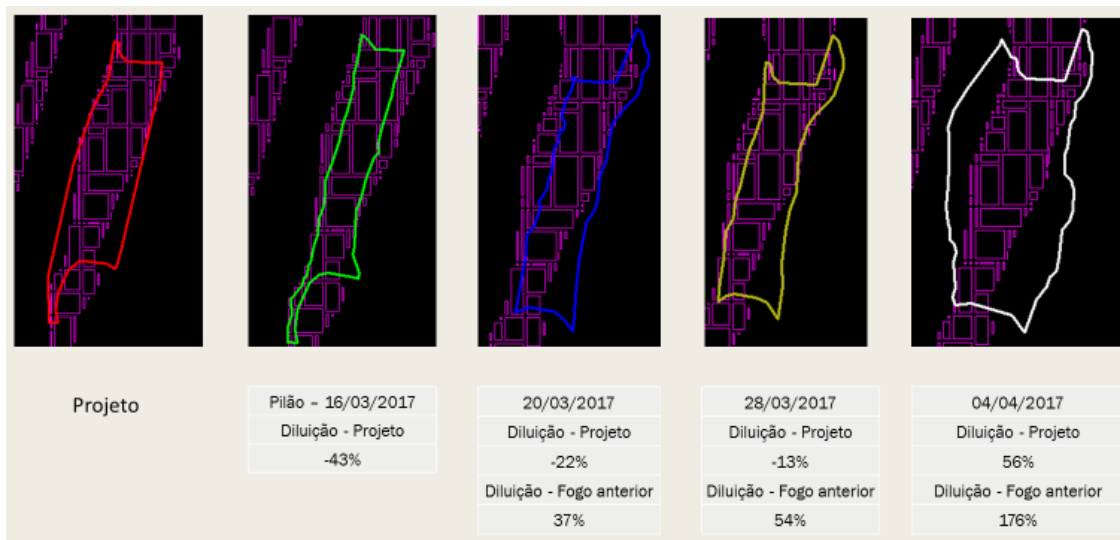 Projeto
Pilão – 16/03/2017
Diluição - Projeto
-43%
20/03/2017
Diluição - Projeto
-22%
Diluição - Fogo anterior
37%
28/03/2017
Diluição - Projeto
-13%
Diluição - Fogo anterior
54%
04/04/2017
Diluição - Projeto
56%
Diluição - Fogo anterior
176%